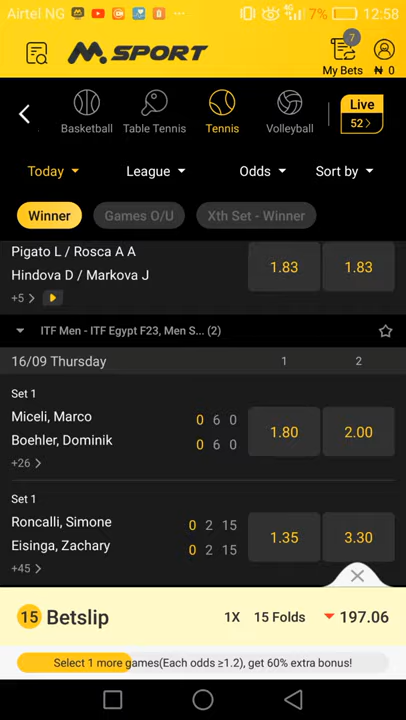 Airtel NG ... 4G 7% 12:58
M.SPORT 7
My Bets ₦ 0
Basketball Table Tennis Tennis Volleyball Live 52 >
Today League Odds Sort by
Winner Games O/U Xth Set - Winner
Pigato L / Rosca A A 1.83 1.83
Hindova D / Markova J
+5 >
ITF Men - ITF Egypt F23, Men S... (2)
16/09 Thursday 1 2
Set 1
Miceli, Marco 0 6 0 1.80 2.00
Boehler, Dominik 0 6 0
+26 >
Set 1
Roncalli, Simone 0 2 15 1.35 3.30
Eisinga, Zachary 0 2 15
+45 >
15 Betslip 1X 15 Folds 197.06
Select 1 more games(Each odds ≥1.2), get 60% extra bonus!